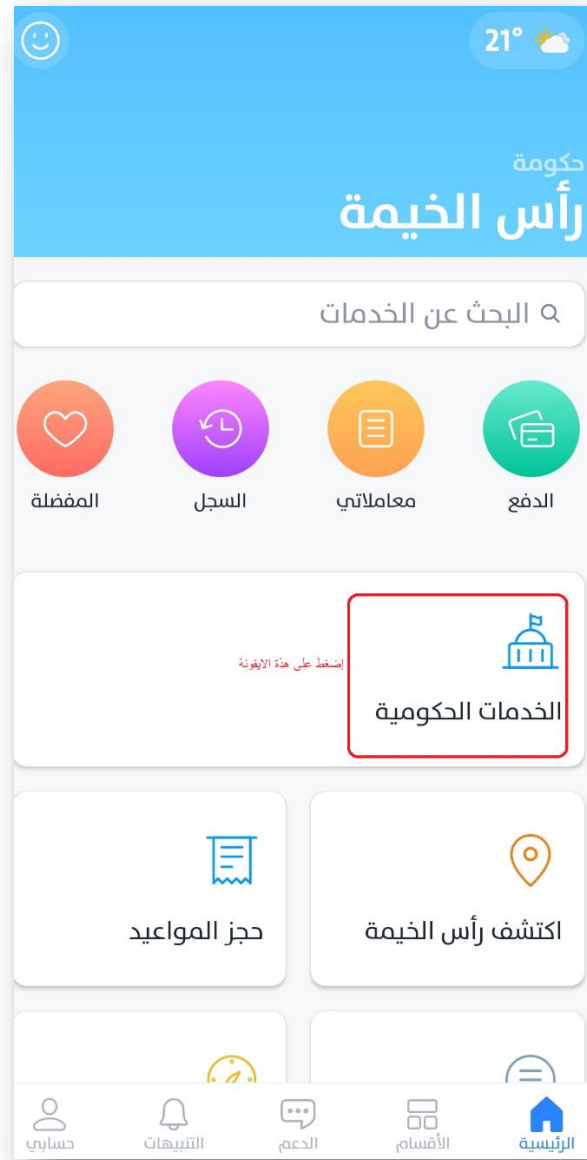 21°
حكومة
رأس الخيمة
البحث عن الخدمات
الدفع
معاملاتي
السجل
المفضلة
إضغط على هذة الايقونة
الخدمات الحكومية
اكتشف رأس الخيمة
حجز المواعيد
الرئيسية
الأقسام
الدعم
التنبيهات
حسابي